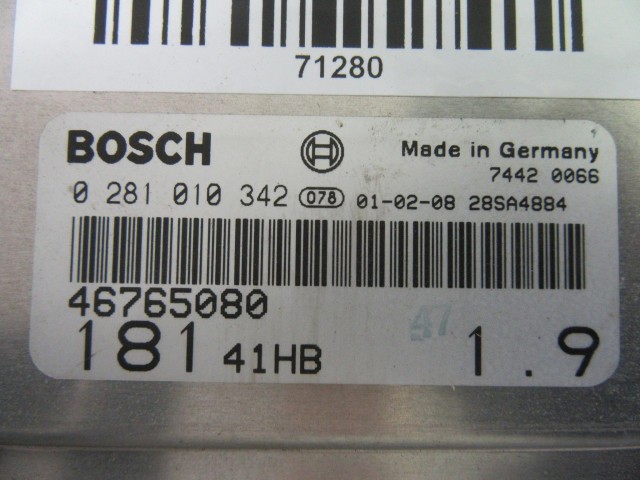 71280
BOSCH Made in Germany
7442 0066
0 281 010 342 078 01-02-08 28SA4884
46765080
47
181 41HB 1.9